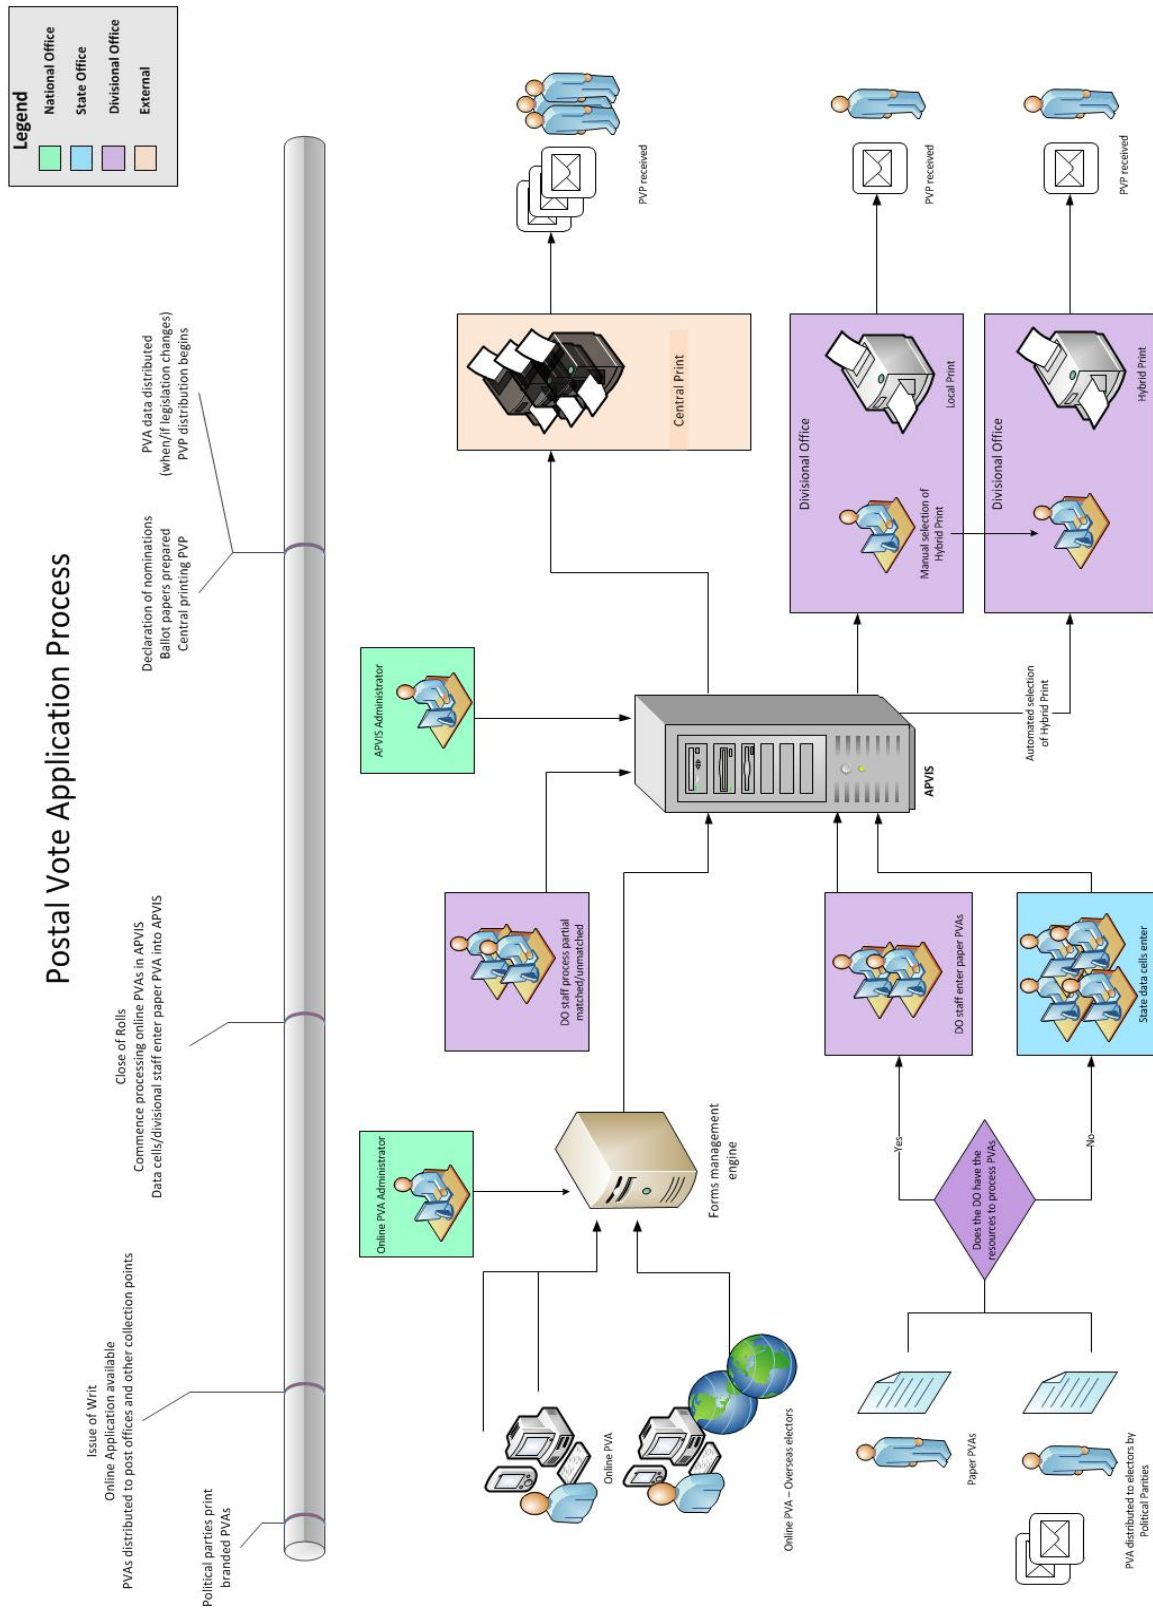 Postal Vote Application Process
Legend
National Office
State Office
Divisional Office
External
Political parties print
branded PVAs
Issue of Writ
Online Application available
PVAs distributed to post offices and other collection points
Close of Rolls
Commence processing online PVAs in APVIS
Data cells/divisional staff enter paper PVA into APVIS
Declaration of nominations
Ballot papers prepared
Central printing PVP
PVA data distributed
(when/if legislation changes)
PVP distribution begins
Online PVA Administrator
APVIS Administrator
Online PVA
Online PVA – Overseas electors
Forms management
engine
DO staff process partial
matched/unmatched
APVIS
Central Print
PVP received
Paper PVAs
PVA distributed to electors by
Political Parities
Does the DO have the
resources to process PVAs
Yes
No
DO staff enter paper PVAs
State data cells enter
Automated selection
of Hybrid Print
Divisional Office
Manual selection of
Hybrid Print
Local Print
PVP received
Divisional Office
Hybrid Print
PVP received